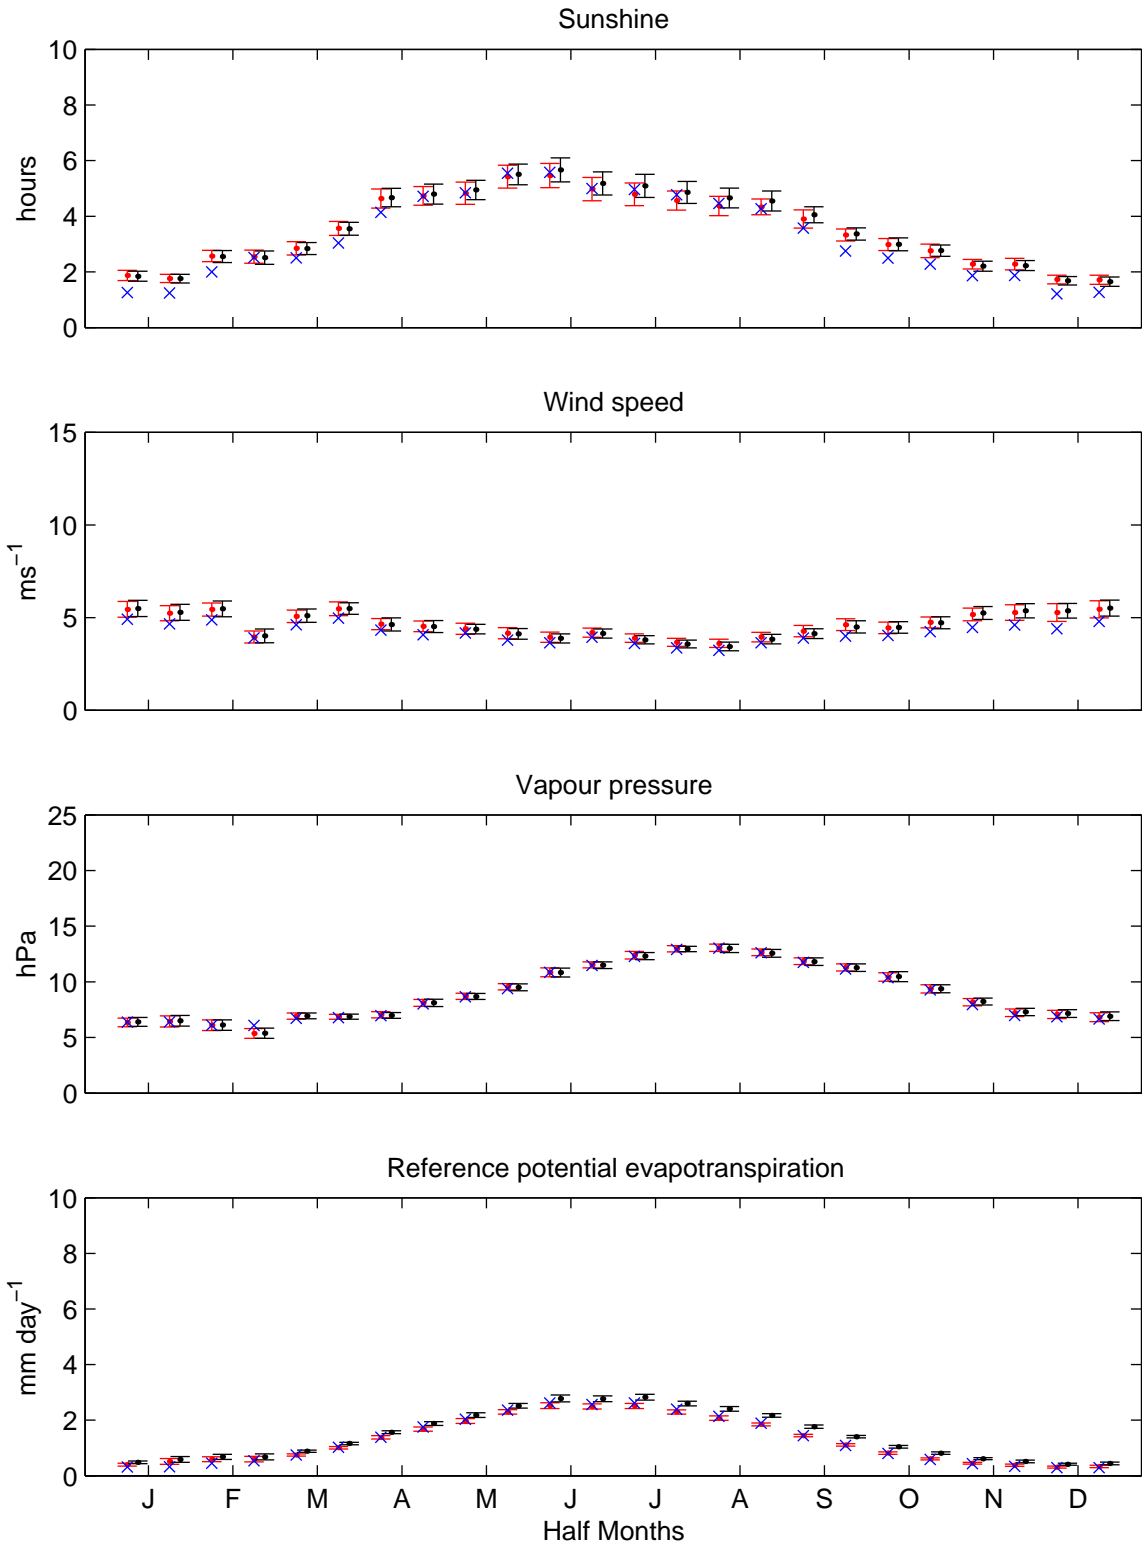 Sunshine
10
8
6
4
2
0
hours
Wind speed
15
10
5
0
ms⁻¹
Vapour pressure
25
20
15
10
5
0
hPa
Reference potential evapotranspiration
10
8
6
4
2
0
mm day⁻¹
J F M A M J J A S O N D
Half Months